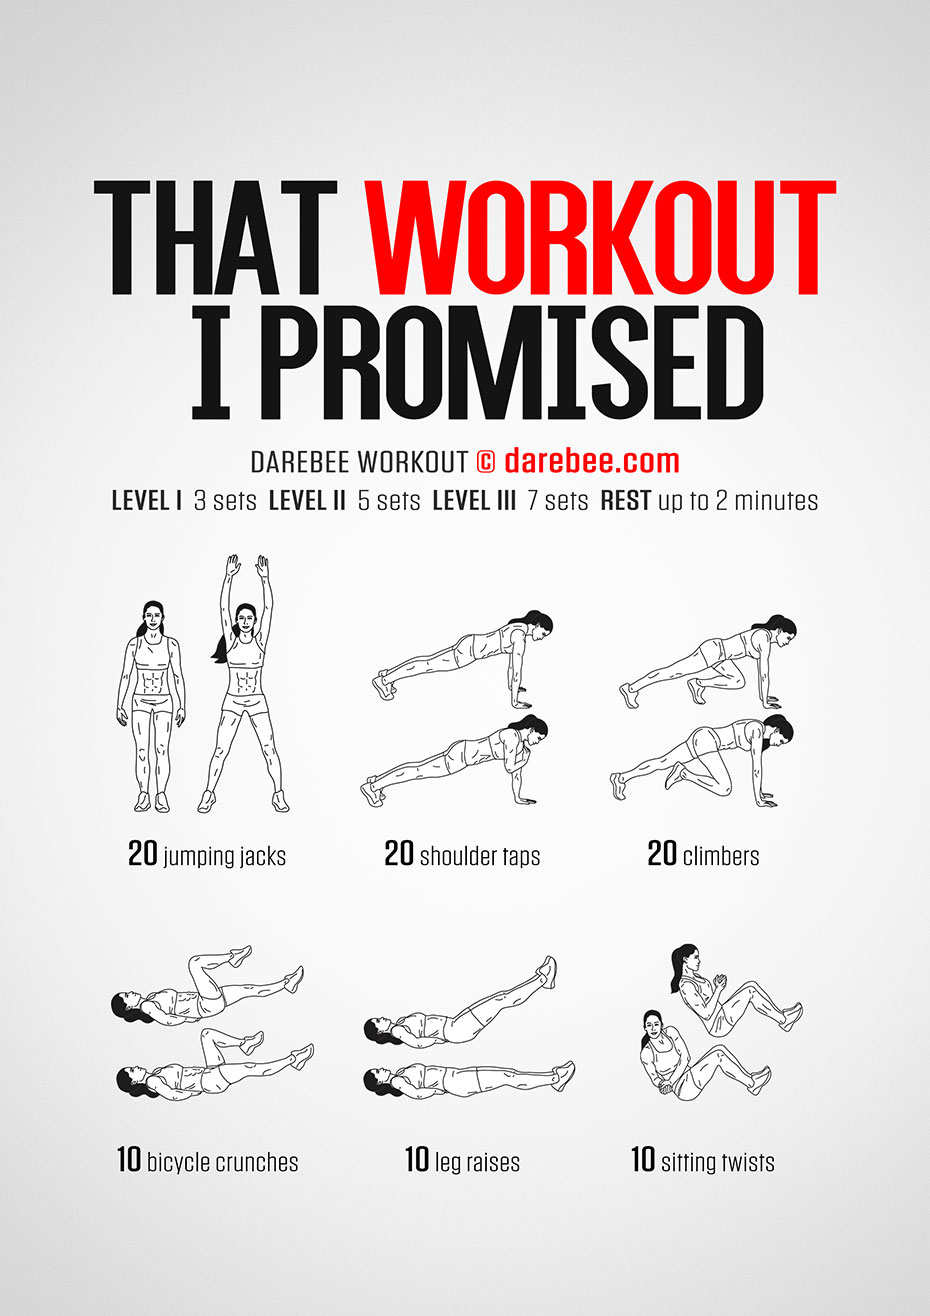 THAT WORKOUT
I PROMISED
DAREBEE WORKOUT © darebee.com
LEVEL I 3 sets LEVEL II 5 sets LEVEL III 7 sets REST up to 2 minutes
20 jumping jacks
20 shoulder taps
20 climbers
10 bicycle crunches
10 leg raises
10 sitting twists